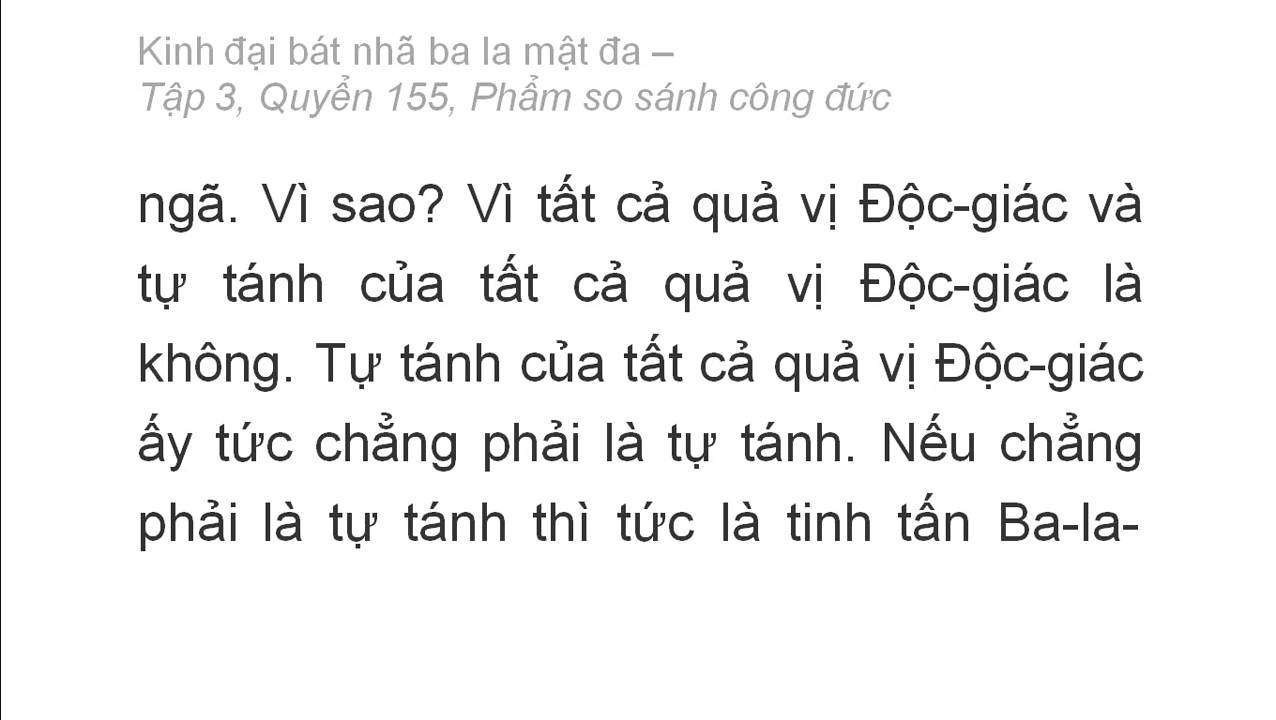 Kinh đại bát nhã ba la mật đa –
Tập 3, Quyển 155, Phẩm so sánh công đức
ngã. Vì sao? Vì tất cả quả vị Độc-giác và
tự tánh của tất cả quả vị Độc-giác là
không. Tự tánh của tất cả quả vị Độc-giác
ấy tức chẳng phải là tự tánh. Nếu chẳng
phải là tự tánh thì tức là tinh tấn Ba-la-